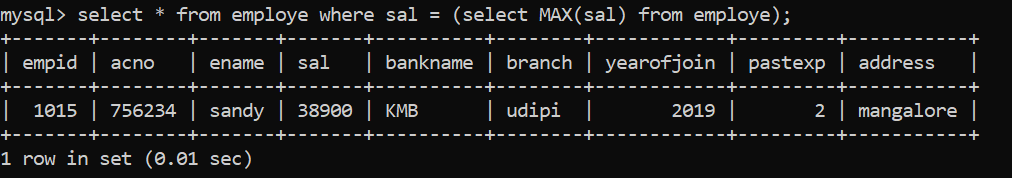 mysql> select * from employe where sal = (select MAX(sal) from employe);
+-------+--------+-------+-------+----------+--------+------------+---------+-----------+
| empid | acno   | ename | sal   | bankname | branch | yearofjoin | pastexp | address   |
+-------+--------+-------+-------+----------+--------+------------+---------+-----------+
|  1015 | 756234 | sandy | 38900 | KMB      | udipi  |       2019 |       2 | mangalore |
+-------+--------+-------+-------+----------+--------+------------+---------+-----------+
1 row in set (0.01 sec)